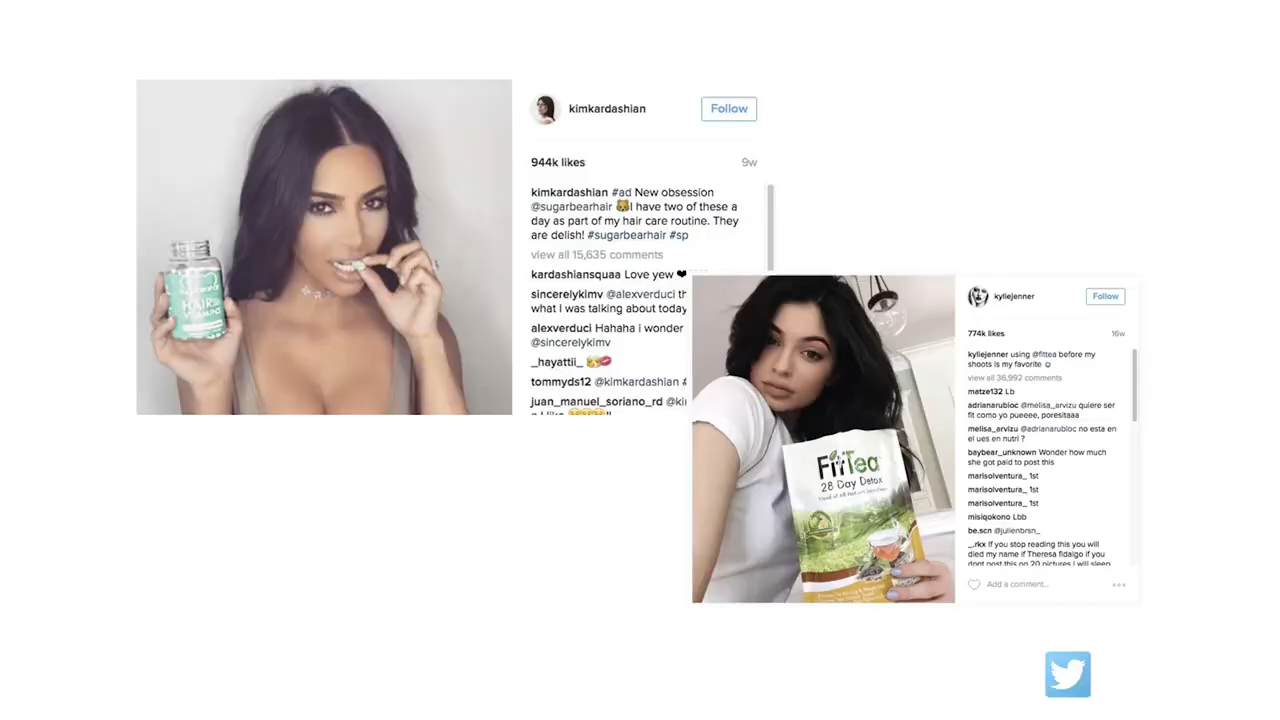 kimkardashian
Follow
944k likes
9w
kimkardashian #ad New obsession
@sugarbearhair 🐻I have two of these a
day as part of my hair care routine. They
are delish! #sugarbearhair #sp
view all 15,635 comments
kardashiansquaa Love yew ❤
sincerelykimv @alexverduci th
what I was talking about today
alexverduci Hahaha i wonder
@sincerelykimv
_hayattii_ 💋
tommyds12 @kimkardashian #
juan_manuel_soriano_rd @kin
HAIR
VITAMINS
kyliejenner
Follow
774k likes
16w
kyliejenner using @fittea before my
shoots is my favorite ☺
view all 36,992 comments
matze132 Lb
adrianarubloc @melisa_arvizu quiere ser
fit como yo pueeee, poresitaaa
melisa_arvizu @adrianarubloc no esta en
el ues en nutri ?
baybear_unknown Wonder how much
she got paid to post this
marisolventura_ 1st
marisolventura_ 1st
marisolventura_ 1st
misiqokono Lbb
be.scn @julienbrsn_
_.rkx If you stop reading this you will
died my name if Theresa fidalgo if you
dont post this on 20 pictures i will sleep
Add a comment...
FitTea
28 Day Detox